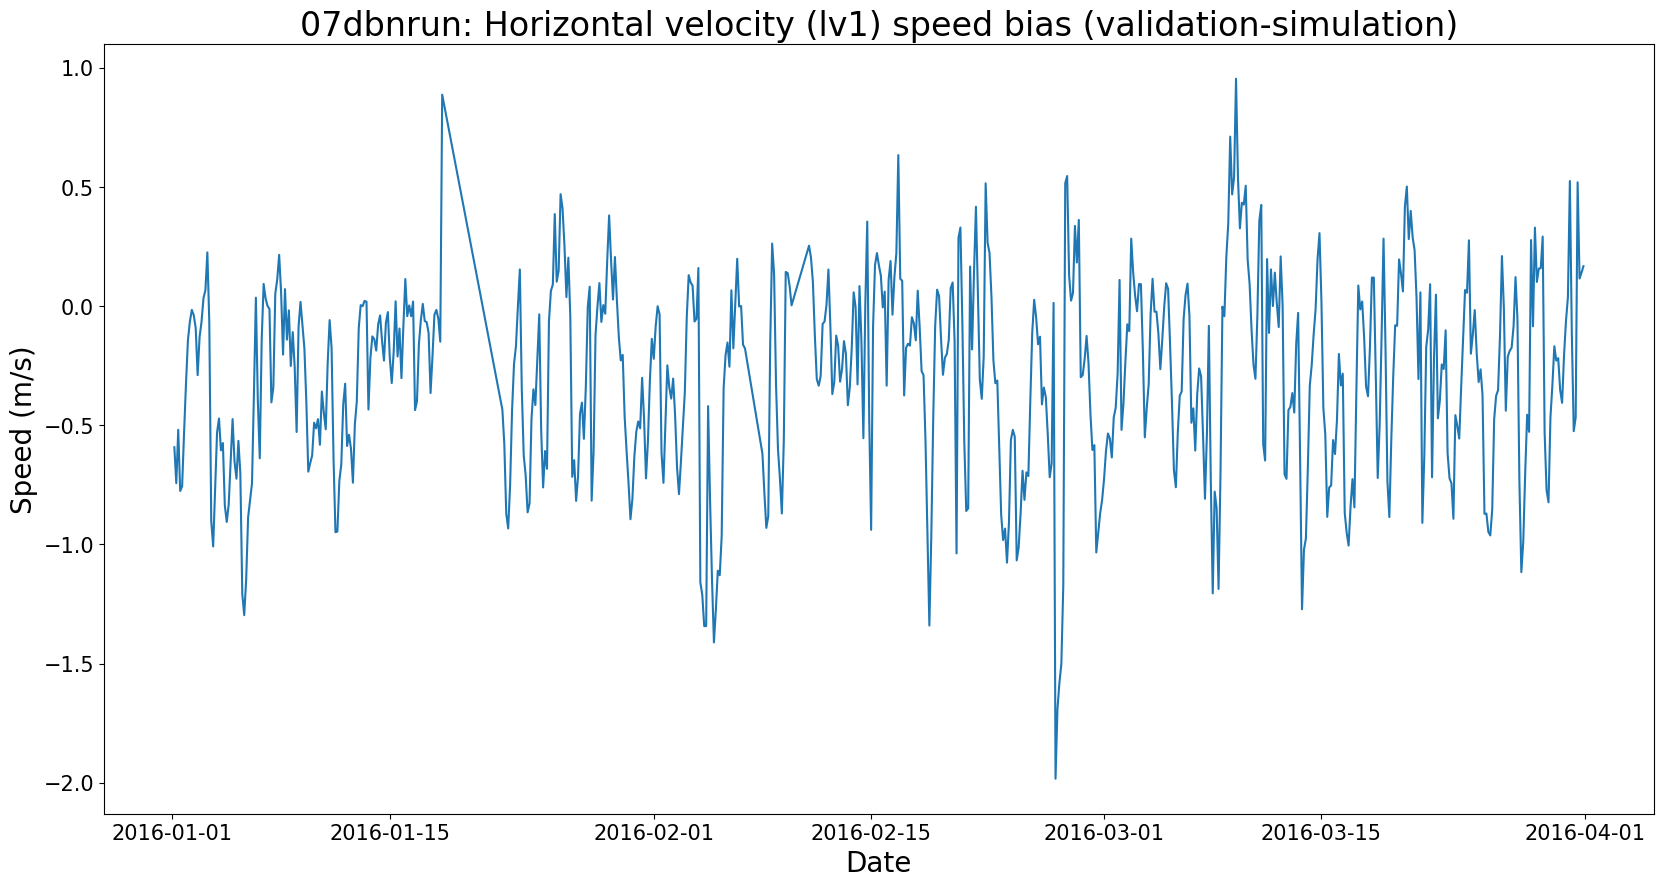 07dbnrun: Horizontal velocity (lv1) speed bias (validation-simulation)
1.0
0.5
0.0
−0.5
−1.0
−1.5
−2.0
Speed (m/s)
2016-01-01 2016-01-15 2016-02-01 2016-02-15 2016-03-01 2016-03-15 2016-04-01
Date